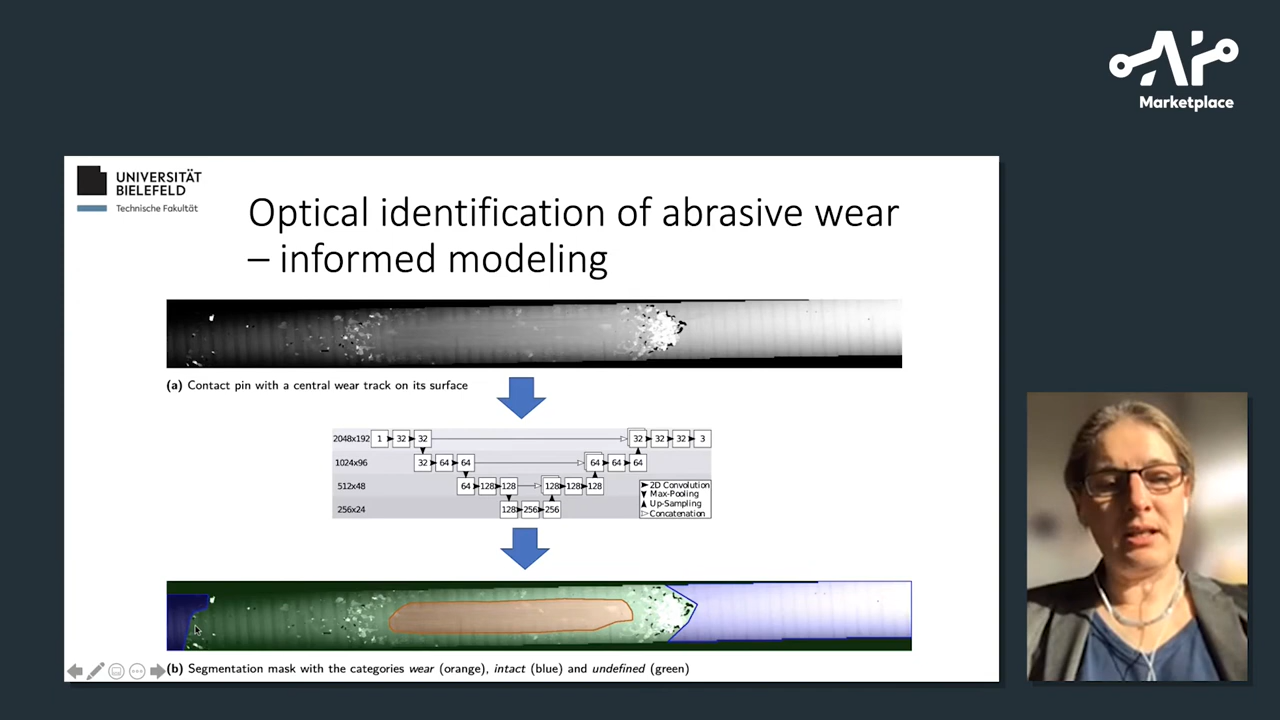 AI
Marketplace
UNIVERSITÄT
BIELEFELD
Technische Fakultät
Optical identification of abrasive wear
– informed modeling
(a) Contact pin with a central wear track on its surface
2048x192 1 32 32 32 32 32 3
1024x96 32 64 64 64 64 64
512x48 64 128 128 128 128 128
256x24 128 256 256
2D Convolution
Max-Pooling
Up-Sampling
Concatenation
(b) Segmentation mask with the categories wear (orange), intact (blue) and undefined (green)